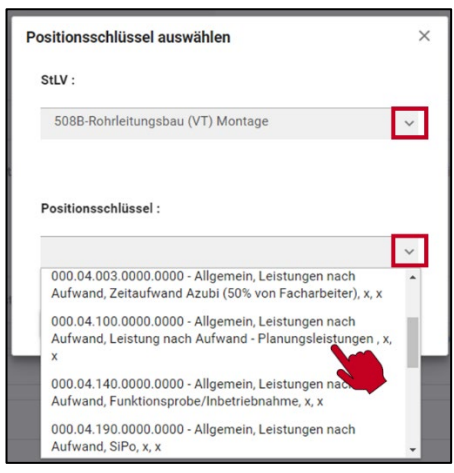 Positionsschlüssel auswählen
StLV :
508B-Rohrleitungsbau (VT) Montage
Positionsschlüssel :
000.04.003.0000.0000 - Allgemein, Leistungen nach
Aufwand, Zeitaufwand Azubi (50% von Facharbeiter), x, x
000.04.100.0000.0000 - Allgemein, Leistungen nach
Aufwand, Leistung nach Aufwand - Planungsleistungen , x,
x
000.04.140.0000.0000 - Allgemein, Leistungen
Aufwand, Funktionsprobe/Inbetriebnahme, x, x
000.04.190.0000.0000 - Allgemein, Leistungen nach
Aufwand, SiPo, x, x